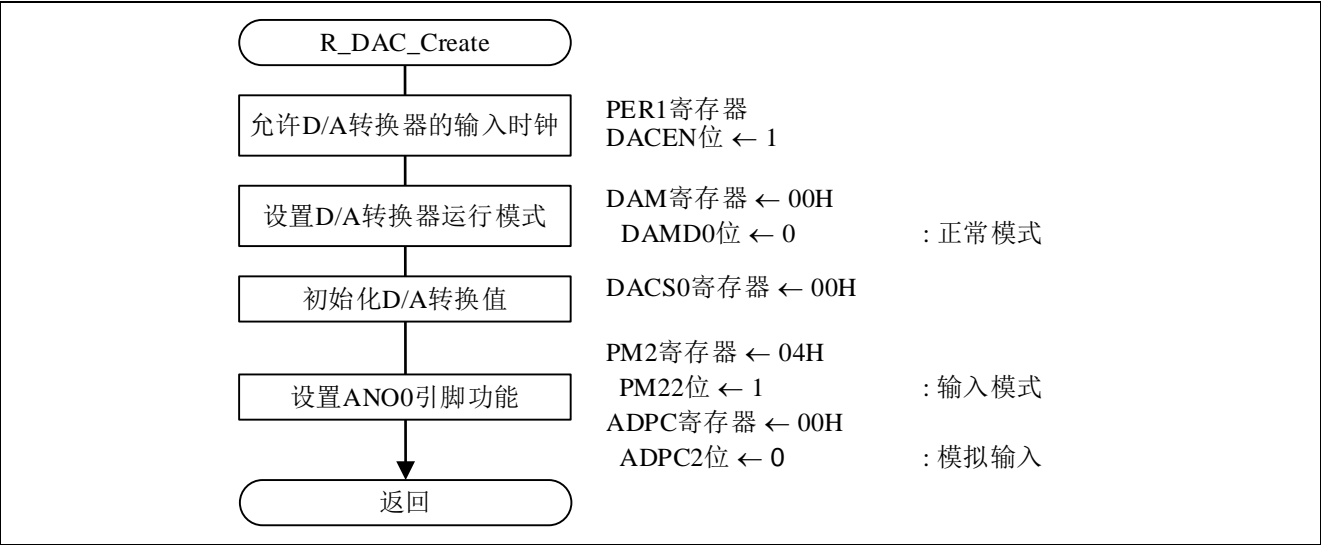 R_DAC_Create
允许D/A转换器的输入时钟
PER1寄存器
DACEN位 ← 1
设置D/A转换器运行模式
DAM寄存器 ← 00H
DAMD0位 ← 0 : 正常模式
初始化D/A转换值
DACS0寄存器 ← 00H
设置ANO0引脚功能
PM2寄存器 ← 04H
PM22位 ← 1 : 输入模式
ADPC寄存器 ← 00H
ADPC2位 ← 0 : 模拟输入
返回